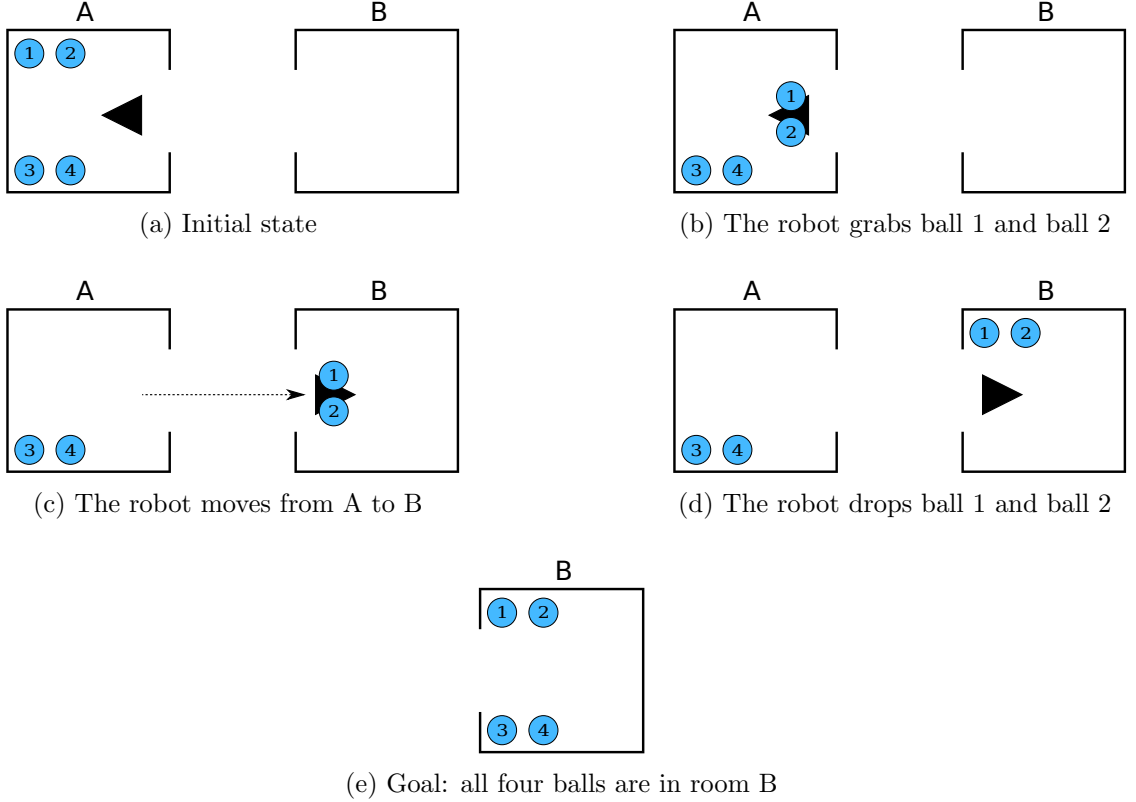 A B
1 2
3 4
(a) Initial state
A B
1
2
3 4
(b) The robot grabs ball 1 and ball 2
A B
1
2
3 4
(c) The robot moves from A to B
A B
1 2
3 4
(d) The robot drops ball 1 and ball 2
B
1 2
3 4
(e) Goal: all four balls are in room B